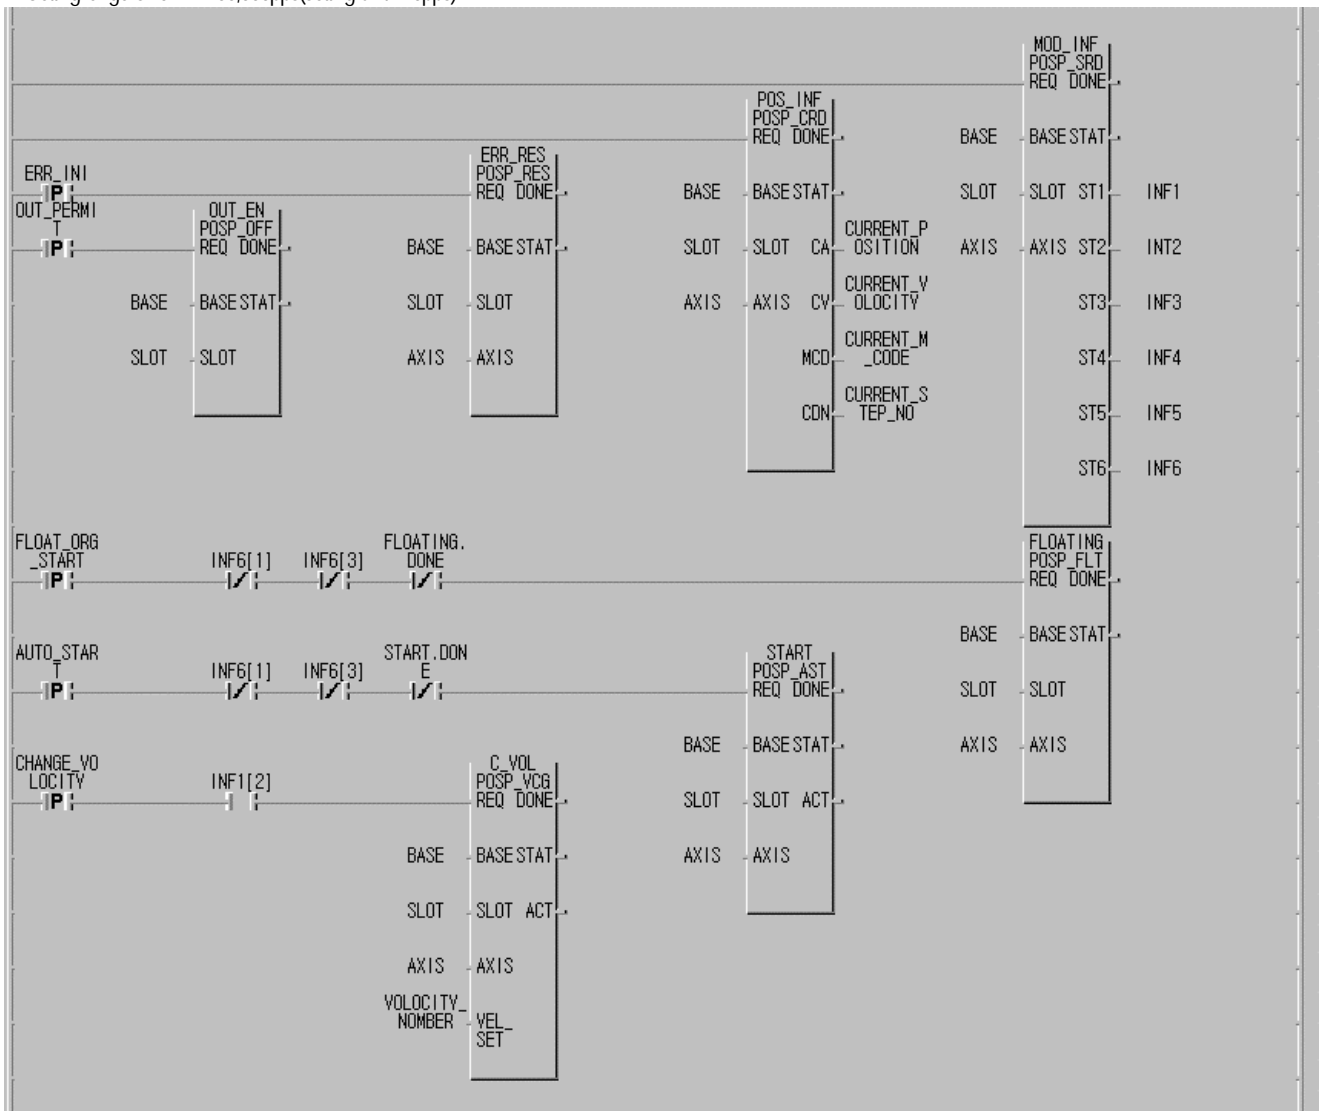 MOD_INF
POSP_SRD
REQ DONE
POS_INF
POSP_CRD
REQ DONE
BASE
BASE STAT
ERR_RES
POSP_RES
REQ DONE
ERR_INI
P
BASE
BASE STAT
SLOT
SLOT ST1
INF1
OUT_PERMI
T
P
OUT_EN
POSP_OFF
REQ DONE
BASE
BASE STAT
SLOT
SLOT CA
CURRENT_P
OSITION
AXIS
AXIS ST2
INT2
BASE
BASE STAT
SLOT
SLOT
AXIS
AXIS CV
CURRENT_V
OLOCITY
ST3
INF3
SLOT
SLOT
AXIS
AXIS
MCD
CURRENT_M
_CODE
ST4
INF4
CDN
CURRENT_S
TEP_NO
ST5
INF5
ST6
INF6
FLOAT_ORG
_START
P
INF6[1]
INF6[3]
FLOATING.
DONE
FLOATING
POSP_FLT
REQ DONE
BASE
BASE STAT
AUTO_STAR
T
P
INF6[1]
INF6[3]
START.DON
E
START
POSP_AST
REQ DONE
SLOT
SLOT
BASE
BASE STAT
AXIS
AXIS
CHANGE_VO
LOCITY
P
INF1[2]
C_VOL
POSP_VCG
REQ DONE
SLOT
SLOT ACT
BASE
BASE STAT
AXIS
AXIS
SLOT
SLOT ACT
AXIS
AXIS
VOLOCITY_
NOMBER
VEL_
SET